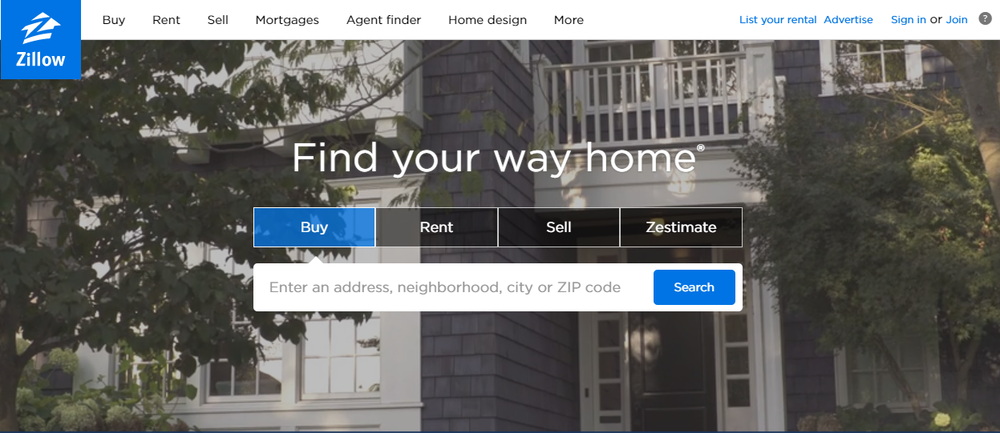 Zillow
Buy Rent Sell Mortgages Agent finder Home design More List your rental Advertise Sign in or Join ?
Find your way home®
Buy Rent Sell Zestimate
Enter an address, neighborhood, city or ZIP code Search